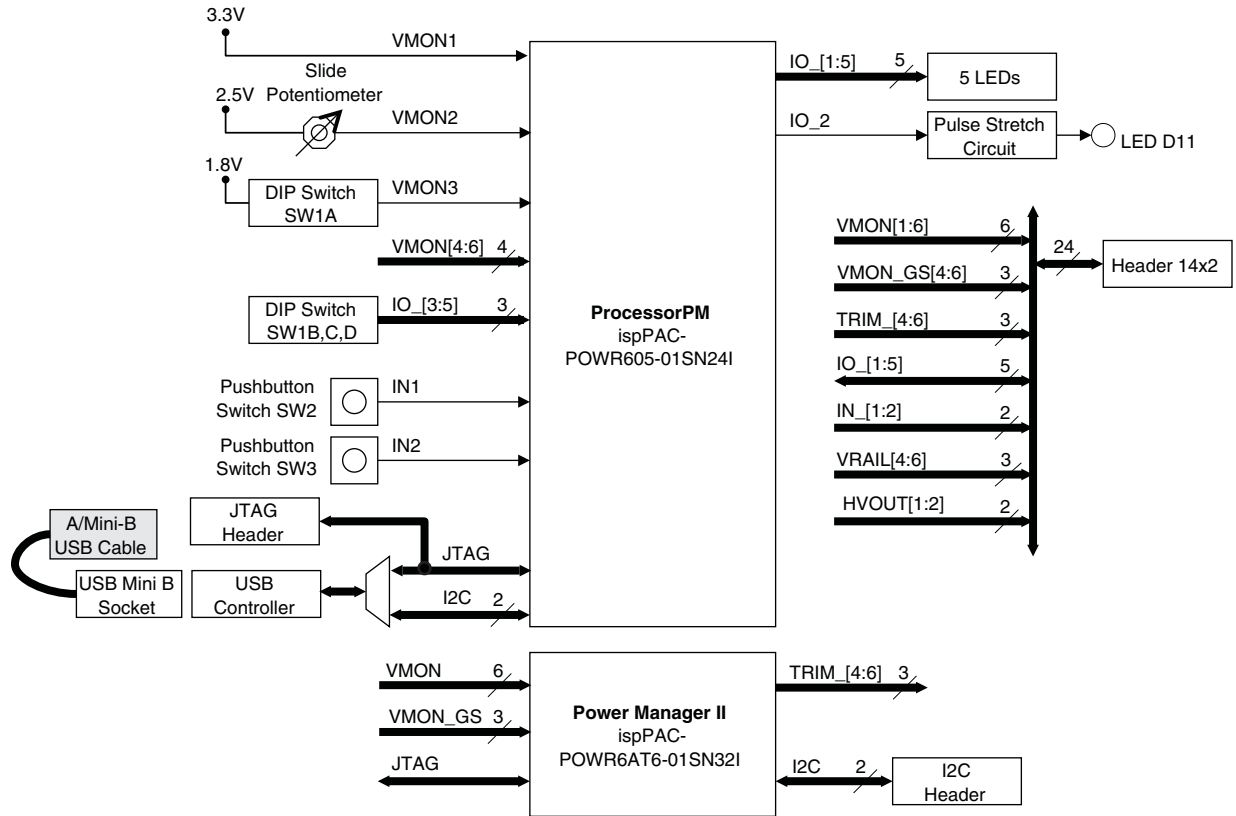 3.3V
VMON1
Slide
Potentiometer
2.5V
VMON2
1.8V
DIP Switch
SW1A
VMON3
VMON[4:6] 4
DIP Switch
SW1B,C,D
IO_[3:5] 3
Pushbutton
Switch SW2
IN1
Pushbutton
Switch SW3
IN2
JTAG
Header
A/Mini-B
USB Cable
USB Mini B
Socket
USB
Controller
JTAG
I2C 2
ProcessorPM
ispPAC-
POWR605-01SN24I
IO_[1:5] 5
5 LEDs
IO_2
Pulse Stretch
Circuit
LED D11
VMON[1:6] 6
VMON_GS[4:6] 3
TRIM_[4:6] 3
IO_[1:5] 5
IN_[1:2] 2
VRAIL[4:6] 3
HVOUT[1:2] 2
24
Header 14x2
VMON 6
VMON_GS 3
JTAG
Power Manager II
ispPAC-
POWR6AT6-01SN32I
TRIM_[4:6] 3
I2C 2
I2C
Header